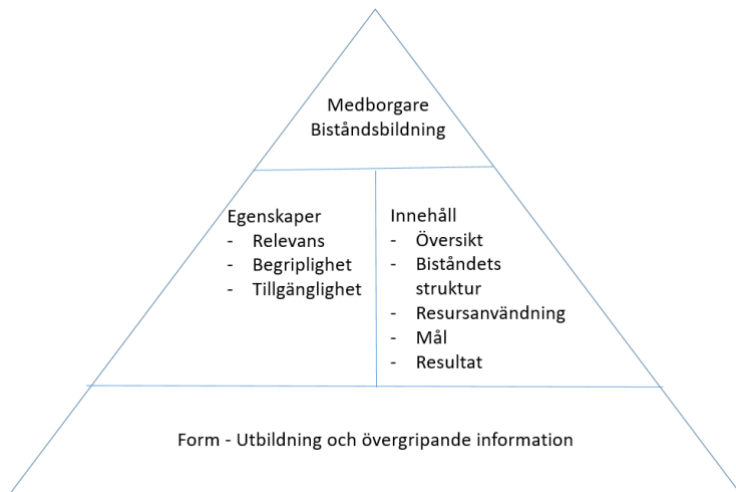 Medborgare
Biståndsbildning
Egenskaper
- Relevans
- Begriplighet
- Tillgänglighet
Innehåll
- Översikt
- Biståndets
struktur
- Resursanvändning
- Mål
- Resultat
Form - Utbildning och övergripande information